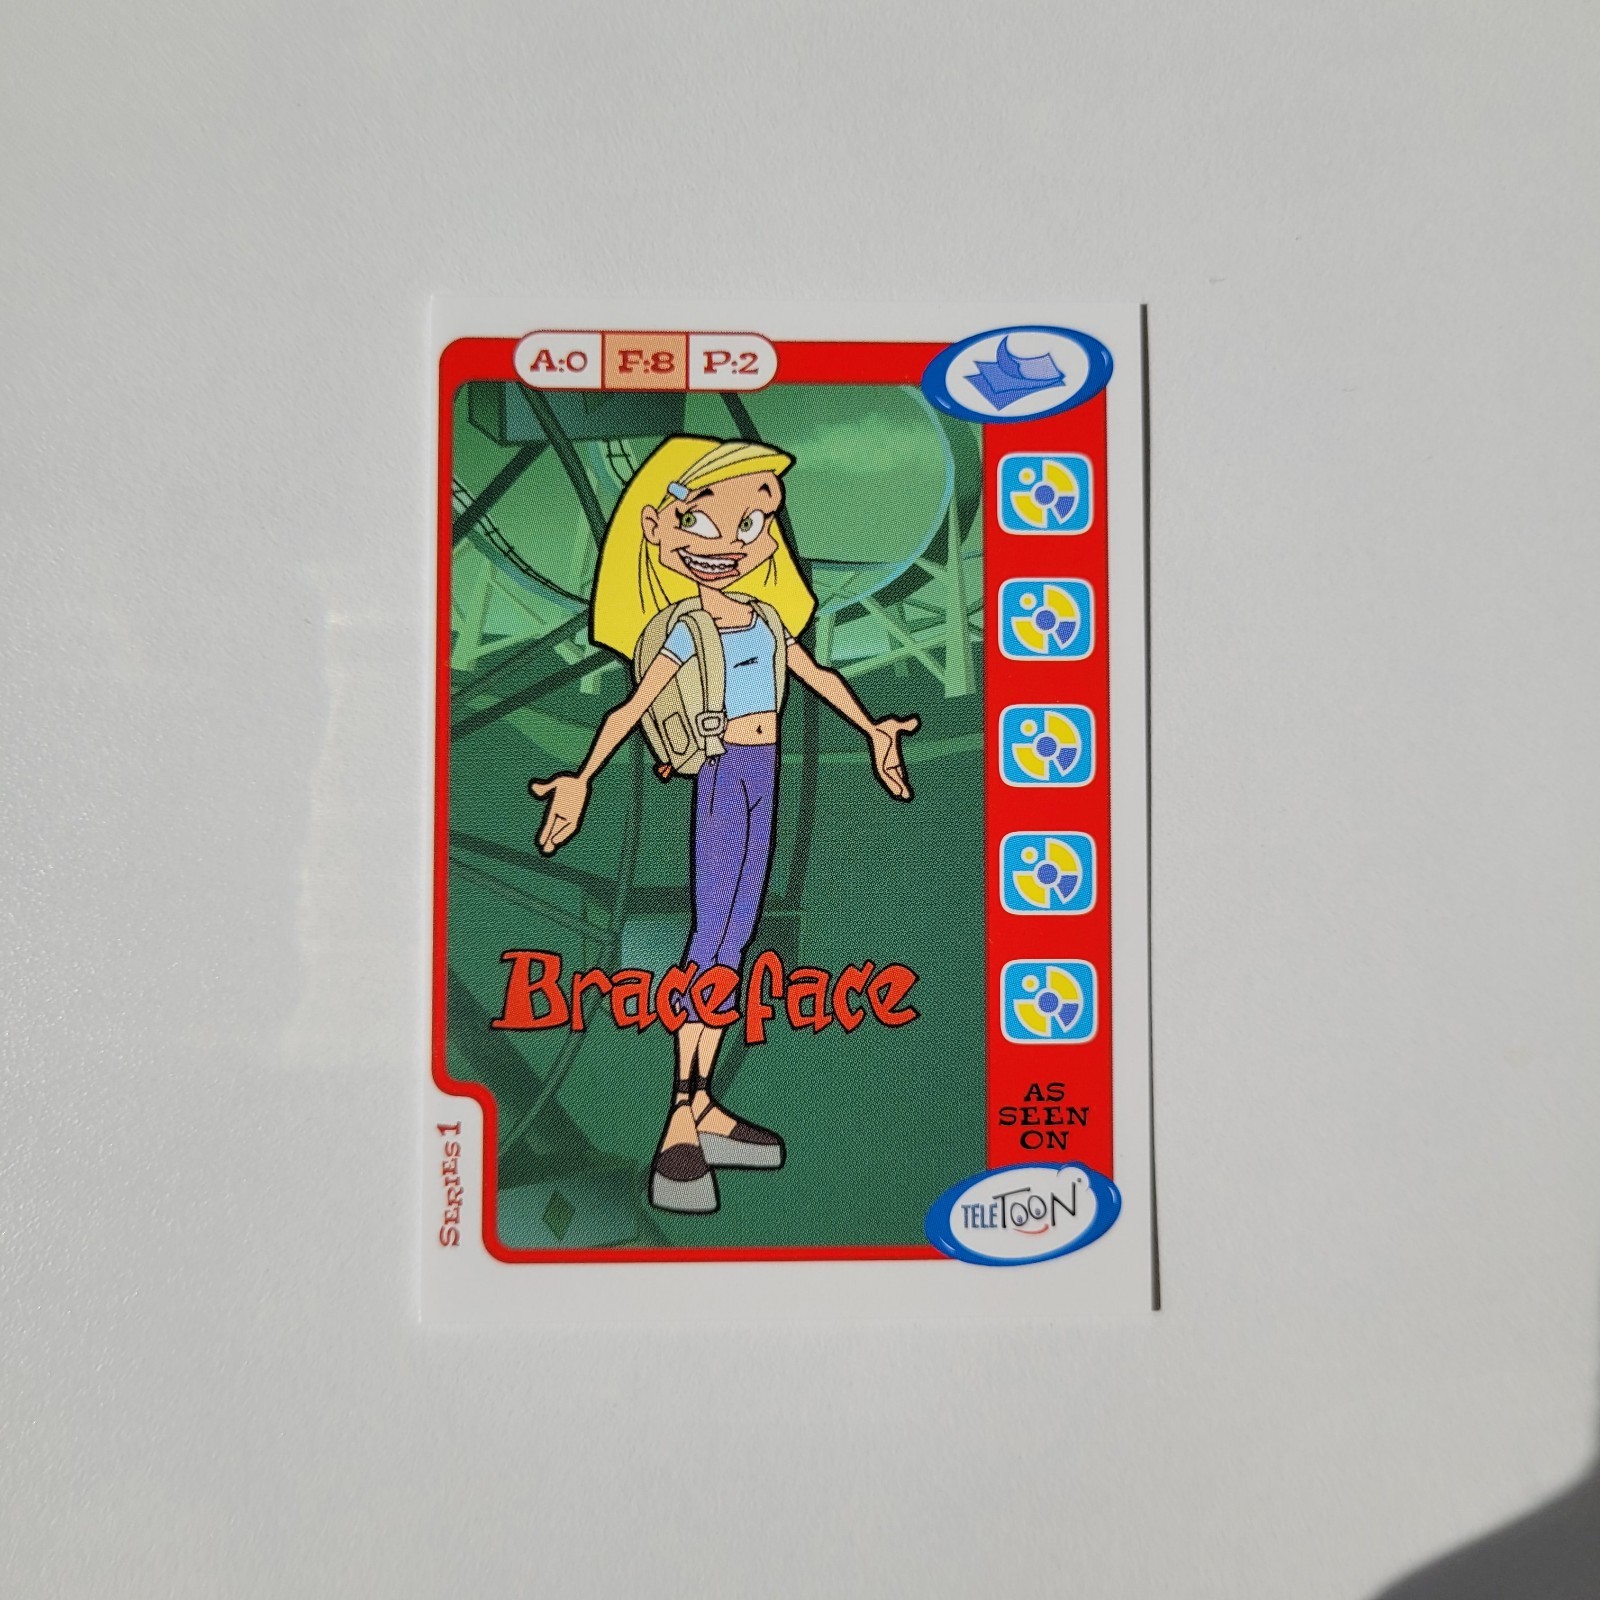 A:0 F:8 P:2
Braceface
AS
SEEN
ON
TELETOON
SERIES 1